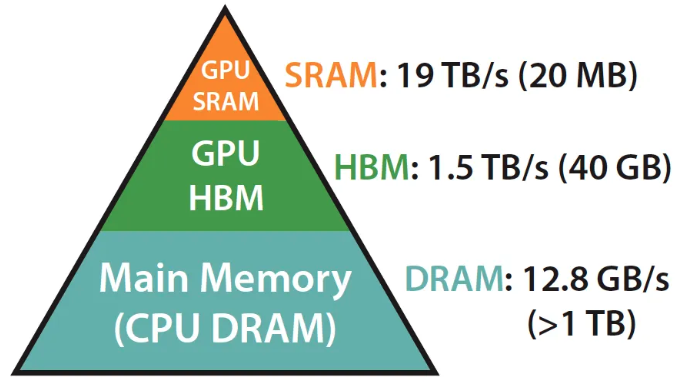 GPU
SRAM
SRAM: 19 TB/s (20 MB)
GPU
HBM
HBM: 1.5 TB/s (40 GB)
Main Memory
(CPU DRAM)
DRAM: 12.8 GB/s
(>1 TB)